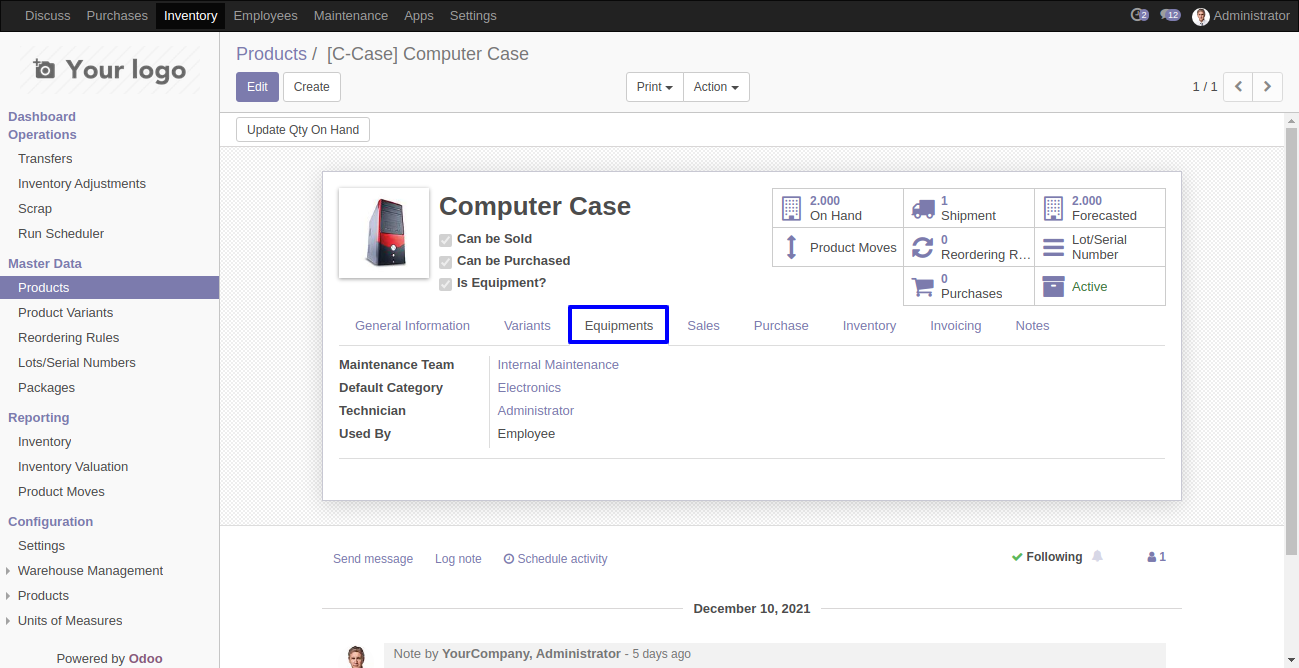 Discuss Purchases Inventory Employees Maintenance Apps Settings 2 12 Administrator
Your logo
Products / [C-Case] Computer Case
Edit Create Print Action 1 / 1
Update Qty On Hand
Dashboard
Operations
Transfers
Inventory Adjustments
Scrap
Run Scheduler
Master Data
Products
Product Variants
Reordering Rules
Lots/Serial Numbers
Packages
Reporting
Inventory
Inventory Valuation
Product Moves
Configuration
Settings
Warehouse Management
Products
Units of Measures
Powered by Odoo
Computer Case
Can be Sold
Can be Purchased
Is Equipment?
2.000
On Hand
1
Shipment
2.000
Forecasted
Product Moves
0
Reordering R...
Lot/Serial
Number
0
Purchases
Active
General Information Variants Equipments Sales Purchase Inventory Invoicing Notes
Maintenance Team Internal Maintenance
Default Category Electronics
Technician Administrator
Used By Employee
Send message Log note Schedule activity Following 1
December 10, 2021
Note by YourCompany, Administrator - 5 days ago